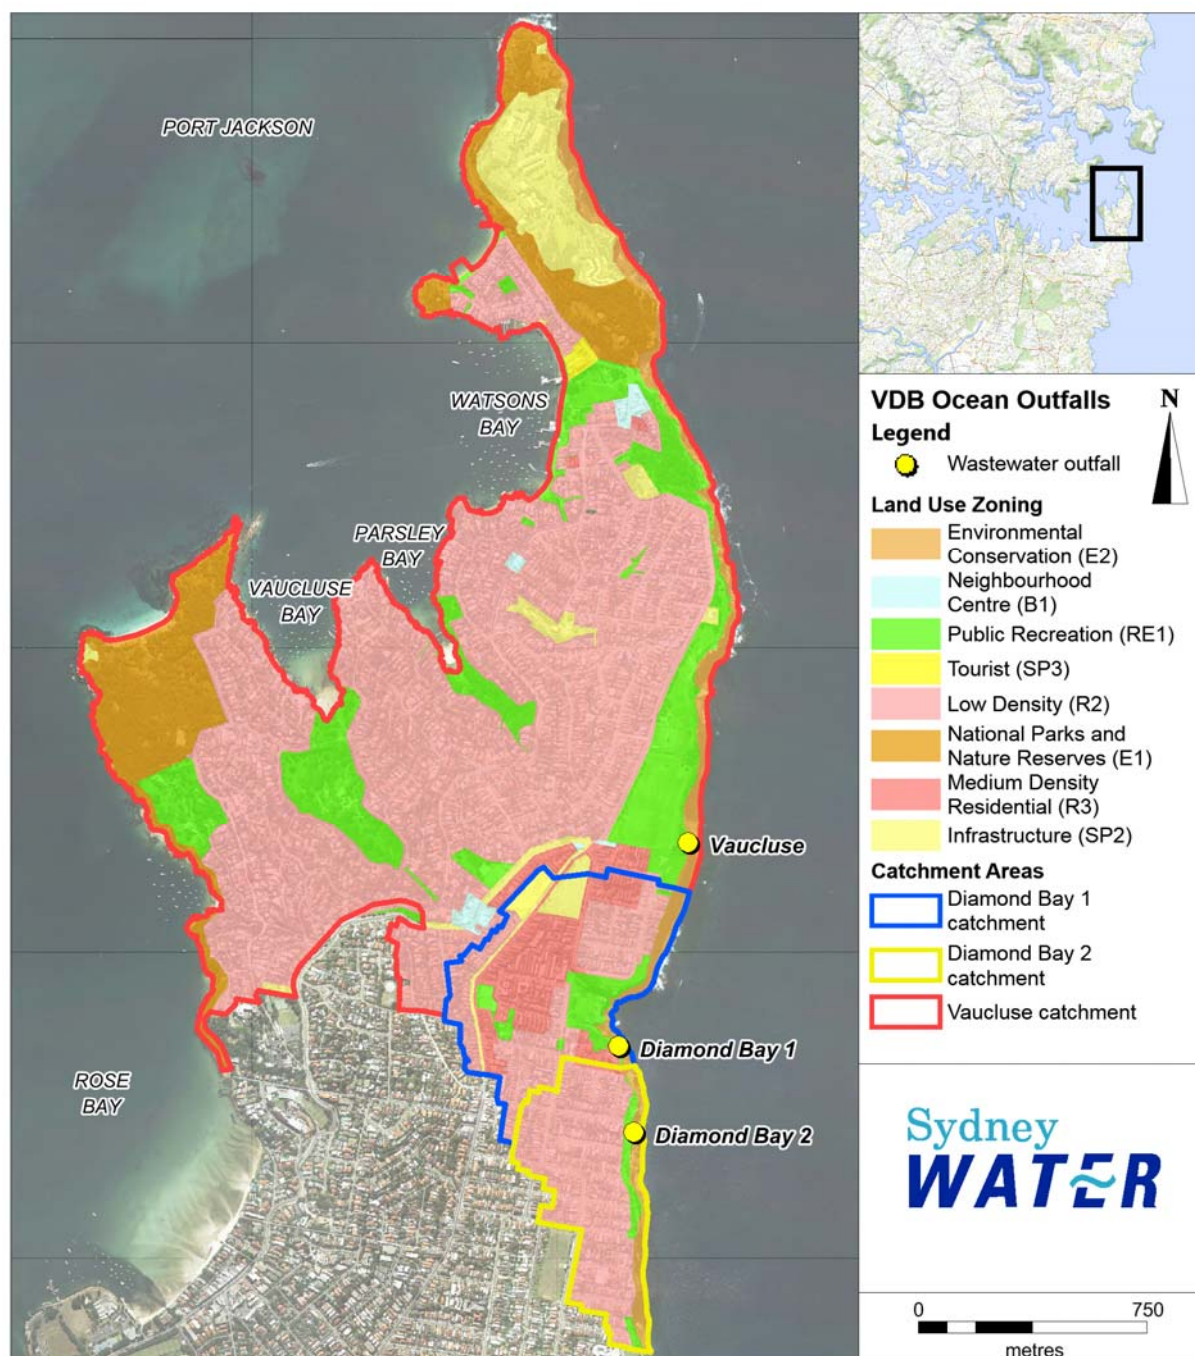 PORT JACKSON
WATSONS
BAY
PARSLEY
BAY
VAUCLUSE
BAY
Vaucluse
Diamond Bay 1
Diamond Bay 2
ROSE
BAY
VDB Ocean Outfalls
N
Legend
Wastewater outfall
Land Use Zoning
Environmental
Conservation (E2)
Neighbourhood
Centre (B1)
Public Recreation (RE1)
Tourist (SP3)
Low Density (R2)
National Parks and
Nature Reserves (E1)
Medium Density
Residential (R3)
Infrastructure (SP2)
Catchment Areas
Diamond Bay 1
catchment
Diamond Bay 2
catchment
Vaucluse catchment
Sydney
WATER
0 750
metres